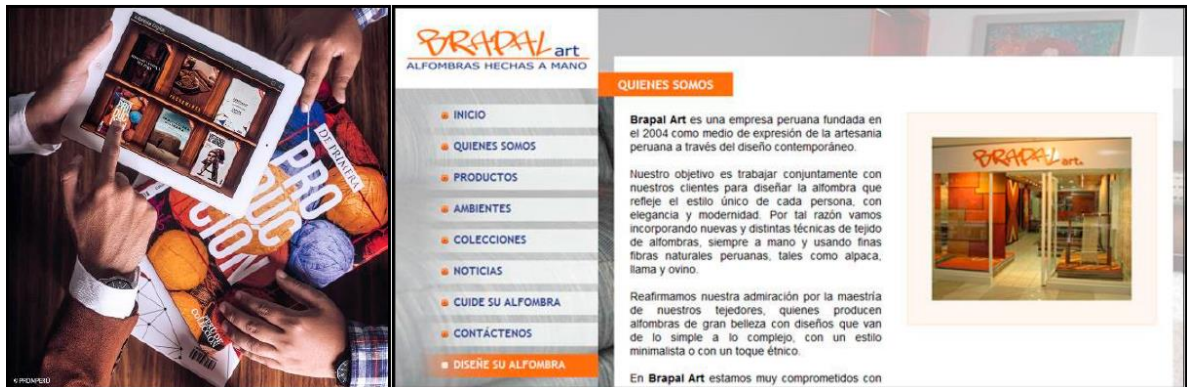 DE PRIMERA
PRO
DUC
CIÓN
© PROMPERÚ
BRAPAL art
ALFOMBRAS HECHAS A MANO
INICIO
QUIENES SOMOS
PRODUCTOS
AMBIENTES
COLECCIONES
NOTICIAS
CUIDE SU ALFOMBRA
CONTÁCTENOS
DISEÑE SU ALFOMBRA
QUIENES SOMOS
Brapal Art es una empresa peruana fundada en
el 2004 como medio de expresión de la artesania
peruana a través del diseño contemporáneo.
Nuestro objetivo es trabajar conjuntamente con
nuestros clientes para diseñar la alfombra que
refleje el estilo único de cada persona, con
elegancia y modernidad. Por tal razón vamos
incorporando nuevas y distintas técnicas de tejido
de alfombras, siempre a mano y usando finas
fibras naturales peruanas, tales como alpaca,
llama y ovino.
Reafirmamos nuestra admiración por la maestría
de nuestros tejedores, quienes producen
alfombras de gran belleza con diseños que van
de lo simple a lo complejo, con un estilo
minimalista o con un toque étnico.
En Brapal Art estamos muy comprometidos con
BRAPAL art.